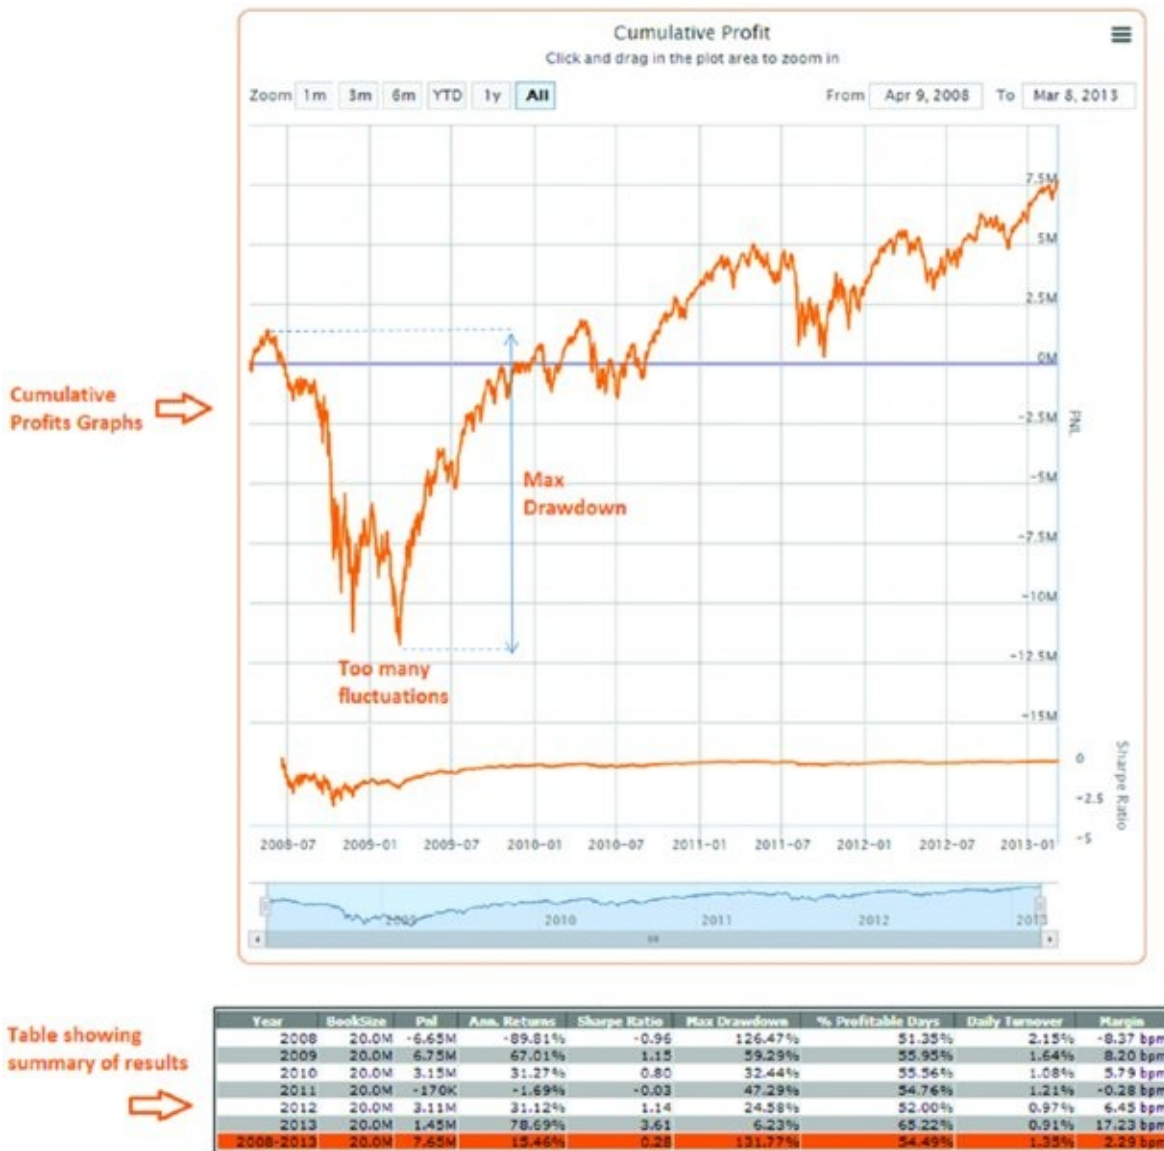 Cumulative Profit
Click and drag in the plot area to zoom in
Zoom 1m 3m 6m YTD 1y All From Apr 9, 2008 To Mar 8, 2013
7.5M
5M
2.5M
0M
-2.5M
-5M
-7.5M
-10M
-12.5M
-15M
PNL
Cumulative
Profits Graphs
Max
Drawdown
Too many
fluctuations
0
-2.5
-5
Sharpe Ratio
2008-07 2009-01 2009-07 2010-01 2010-07 2011-01 2011-07 2012-01 2012-07 2013-01
2009 2010 2011 2012 2013
Table showing
summary of results
Year BookSize Pnl Ann. Returns Sharpe Ratio Max Drawdown % Profitable Days Daily Turnover Margin
2008 20.0M -6.65M -89.81% -0.96 126.47% 51.35% 2.15% -8.37 bpm
2009 20.0M 6.75M 67.01% 1.15 59.29% 55.95% 1.64% 8.20 bpm
2010 20.0M 3.15M 31.27% 0.80 32.44% 55.56% 1.08% 5.79 bpm
2011 20.0M -170K -1.69% -0.03 47.29% 54.76% 1.21% -0.28 bpm
2012 20.0M 3.11M 31.12% 1.14 24.58% 52.00% 0.97% 6.45 bpm
2013 20.0M 1.45M 78.69% 3.61 6.23% 65.22% 0.91% 17.23 bpm
2008-2013 20.0M 7.65M 15.46% 0.28 131.77% 54.49% 1.35% 2.29 bpm